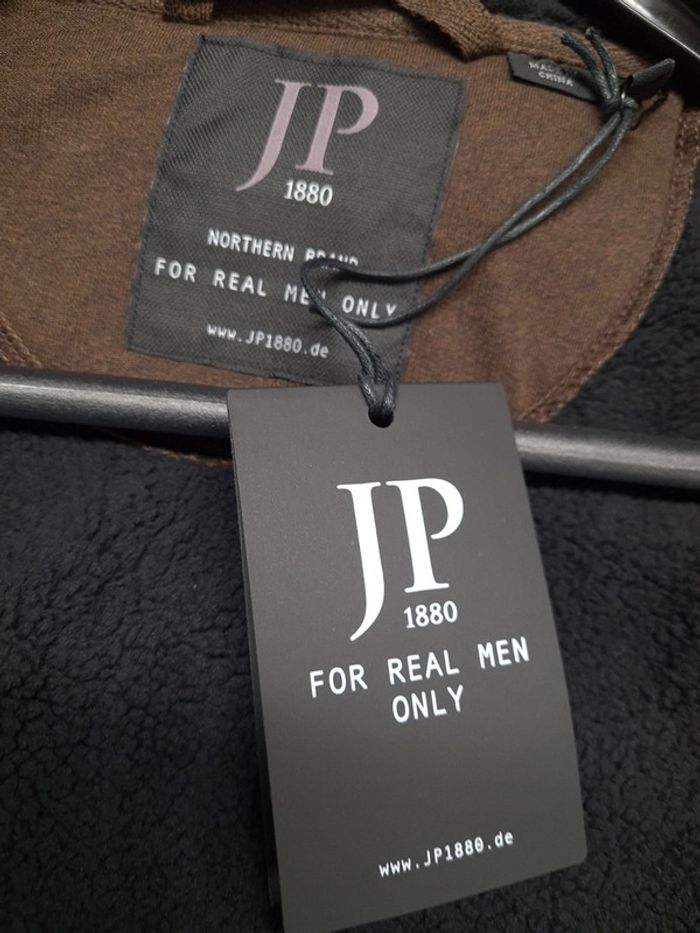 JP
1880
NORTHERN BRAND
FOR REAL MEN ONLY
www.JP1880.de
MADE
CHINA
JP
1880
FOR REAL MEN
ONLY
www.JP1880.de